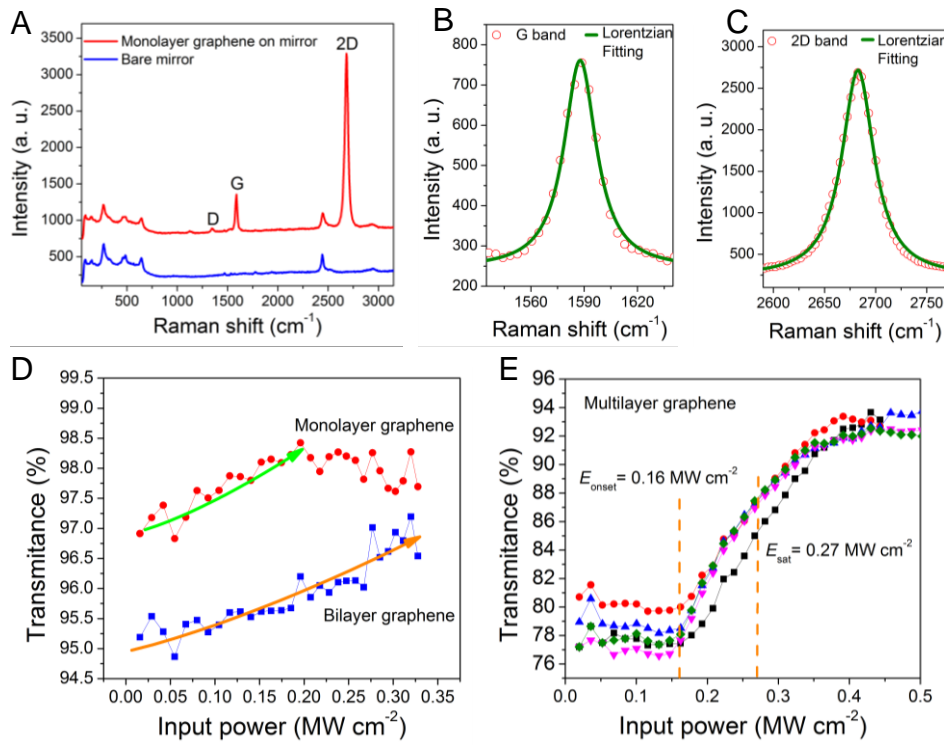 A
3500
3000
2500
2000
1500
1000
500
Intensity (a. u.)
Monolayer graphene on mirror
Bare mirror
2D
G
D
500 1000 1500 2000 2500 3000
Raman shift (cm⁻¹)
B
800
700
600
500
400
300
200
Intensity (a. u.)
G band
Lorentzian
Fitting
1560 1590 1620
Raman shift (cm⁻¹)
C
3000
2500
2000
1500
1000
500
Intensity (a. u.)
2D band
Lorentzian
Fitting
2600 2650 2700 2750
Raman shift (cm⁻¹)
D
99.5
99.0
98.5
98.0
97.5
97.0
96.5
96.0
95.5
95.0
94.5
Transmitance (%)
Monolayer graphene
Bilayer graphene
0.00 0.05 0.10 0.15 0.20 0.25 0.30 0.35
Input power (MW cm⁻²)
E
96
94
92
90
88
86
84
82
80
78
76
Transmitance (%)
Multilayer graphene
E_onset = 0.16 MW cm⁻²
E_sat = 0.27 MW cm⁻²
0.0 0.1 0.2 0.3 0.4 0.5
Input power (MW cm⁻²)